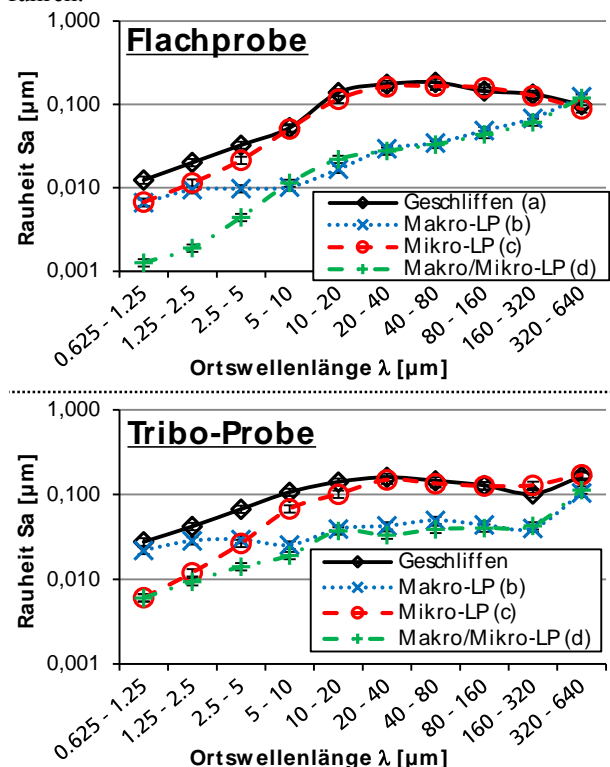 Flachprobe
Rauheit Sa [µm]
1,000
0,100
0,010
0,001
Geschliffen (a)
Makro-LP (b)
Mikro-LP (c)
Makro/Mikro-LP (d)
0.625 - 1.25
1.25 - 2.5
2.5 - 5
5 - 10
10 - 20
20 - 40
40 - 80
80 - 160
160 - 320
320 - 640
Ortswellenlänge λ [µm]
Tribo-Probe
Rauheit Sa [µm]
1,000
0,100
0,010
0,001
Geschliffen
Makro-LP (b)
Mikro-LP (c)
Makro/Mikro-LP (d)
0.625 - 1.25
1.25 - 2.5
2.5 - 5
5 - 10
10 - 20
20 - 40
40 - 80
80 - 160
160 - 320
320 - 640
Ortswellenlänge λ [µm]